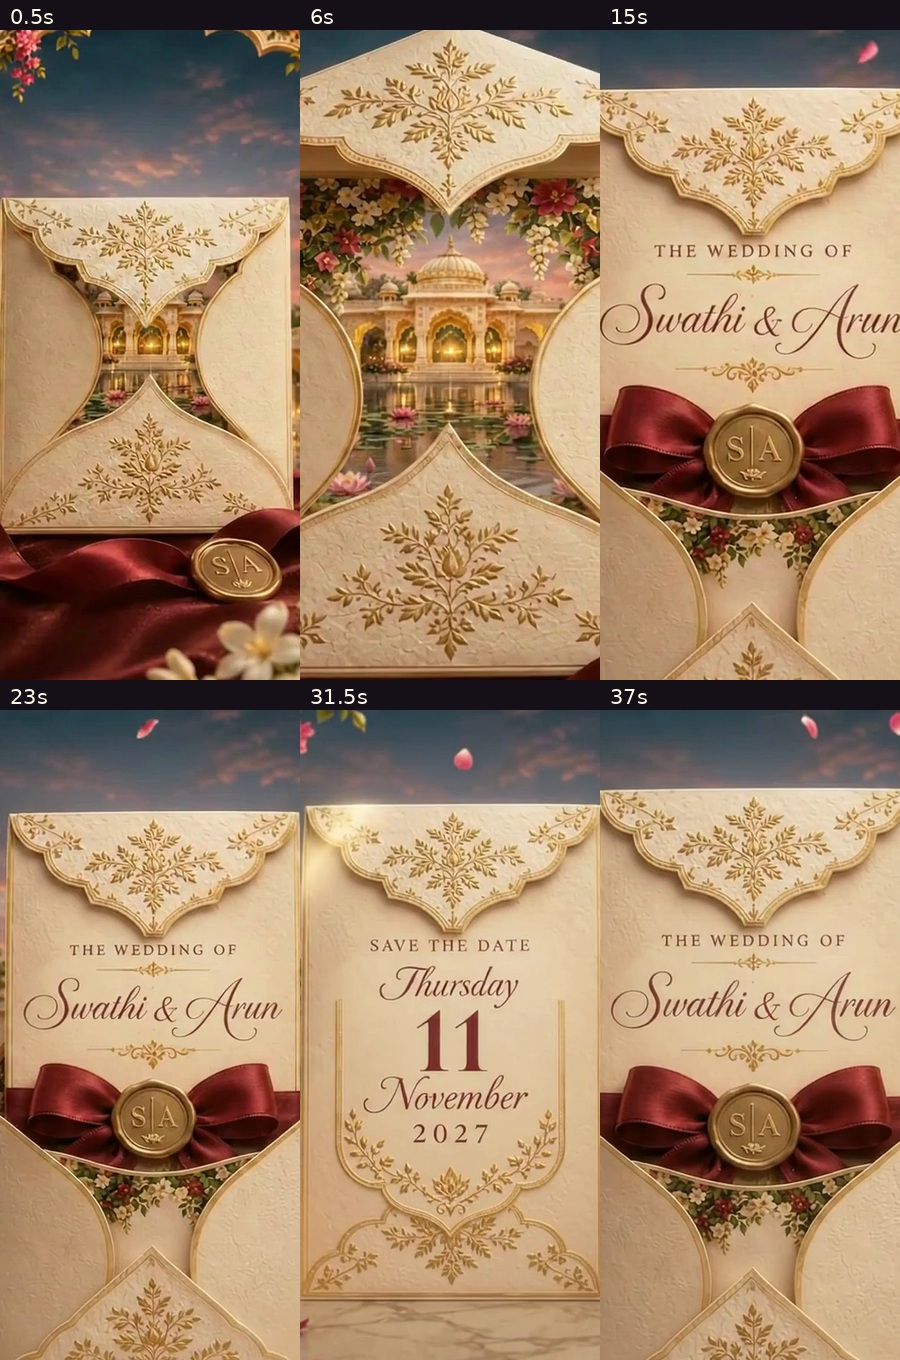 0.5s
6s
15s
S|A
THE WEDDING OF
Swathi & Arun
S|A
23s
31.5s
37s
THE WEDDING OF
Swathi & Arun
S|A
SAVE THE DATE
Thursday
11
November
2027
THE WEDDING OF
Swathi & Arun
S|A